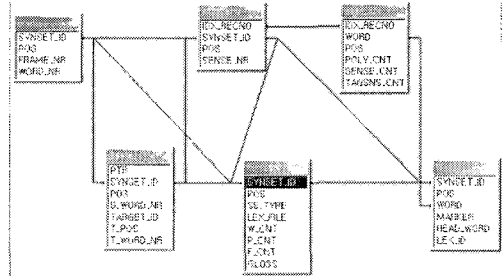 SYNSET_ID
POS
FRAME_NR
WORD_NR
IDX_RECNO
SYNSET_ID
POS
SENSE_NR
IDX_RECNO
WORD
POS
POLY_CNT
SENSE_CNT
TAGSNS_CNT
SYNSET_ID
POS
S_WORD_NR
TARGET_ID
T_POS
T_WORD_NR
SYNSET_ID
POS
SS_TYPE
LEX_FILE
W_CNT
P_CNT
F_CNT
GLOSS
SYNSET_ID
POS
WORD
MARKER
HEAD_WORD
LEX_ID